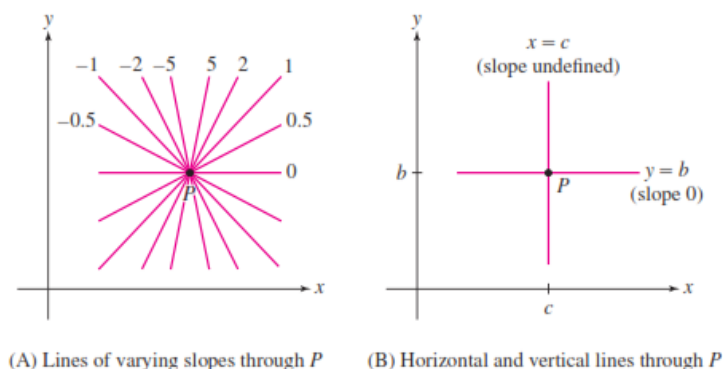 y
−1 −2 −5 5 2 1
−0.5 0.5
0
P
x
(A) Lines of varying slopes through P
y
x = c
(slope undefined)
b
P
y = b
(slope 0)
x
c
(B) Horizontal and vertical lines through P